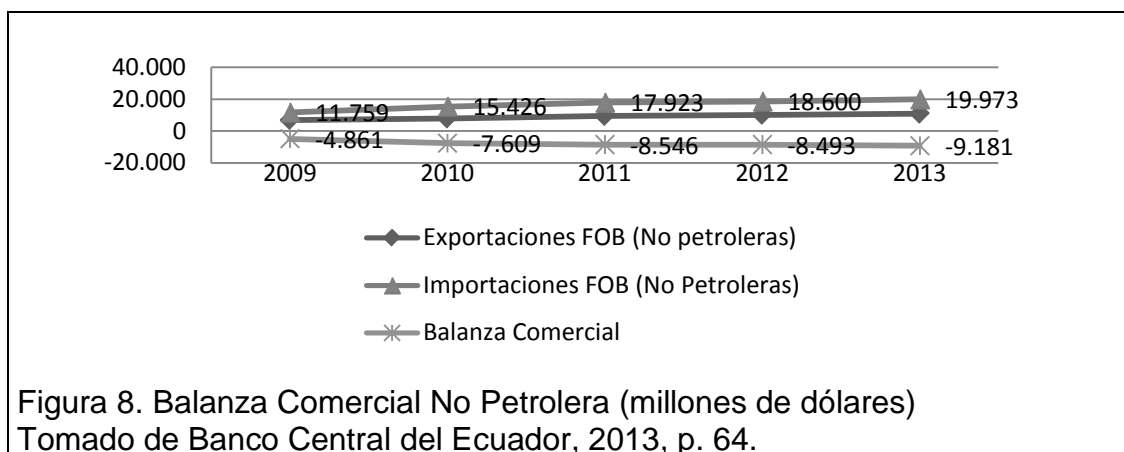 40.000
20.000
0
-20.000
11.759 15.426 17.923 18.600 19.973
-4.861 -7.609 -8.546 -8.493 -9.181
2009 2010 2011 2012 2013
Exportaciones FOB (No petroleras)
Importaciones FOB (No Petroleras)
Balanza Comercial
Figura 8. Balanza Comercial No Petrolera (millones de dólares)
Tomado de Banco Central del Ecuador, 2013, p. 64.